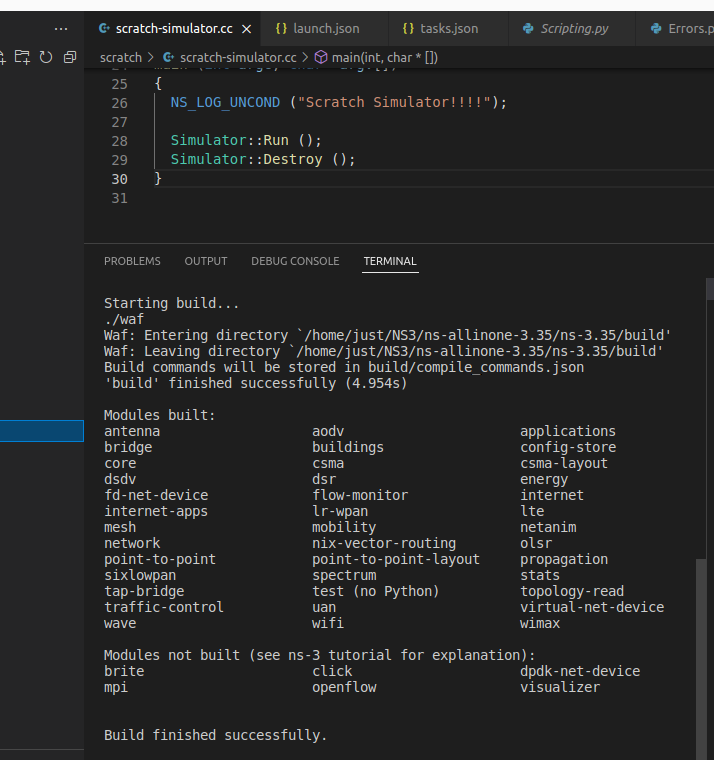 scratch-simulator.cc
launch.json
tasks.json
Scripting.py
Errors.p
scratch > scratch-simulator.cc > main(int, char * [])
25 {
26 NS_LOG_UNCOND ("Scratch Simulator!!!!");
27
28 Simulator::Run ();
29 Simulator::Destroy ();
30 }
31
PROBLEMS OUTPUT DEBUG CONSOLE TERMINAL
Starting build...
./waf
Waf: Entering directory `/home/just/NS3/ns-allinone-3.35/ns-3.35/build'
Waf: Leaving directory `/home/just/NS3/ns-allinone-3.35/ns-3.35/build'
Build commands will be stored in build/compile_commands.json
'build' finished successfully (4.954s)
Modules built:
antenna aodv applications
bridge buildings config-store
core csma csma-layout
dsdv dsr energy
fd-net-device flow-monitor internet
internet-apps lr-wpan lte
mesh mobility netanim
network nix-vector-routing olsr
point-to-point point-to-point-layout propagation
sixlowpan spectrum stats
tap-bridge test (no Python) topology-read
traffic-control uan virtual-net-device
wave wifi wimax
Modules not built (see ns-3 tutorial for explanation):
brite click dpdk-net-device
mpi openflow visualizer
Build finished successfully.